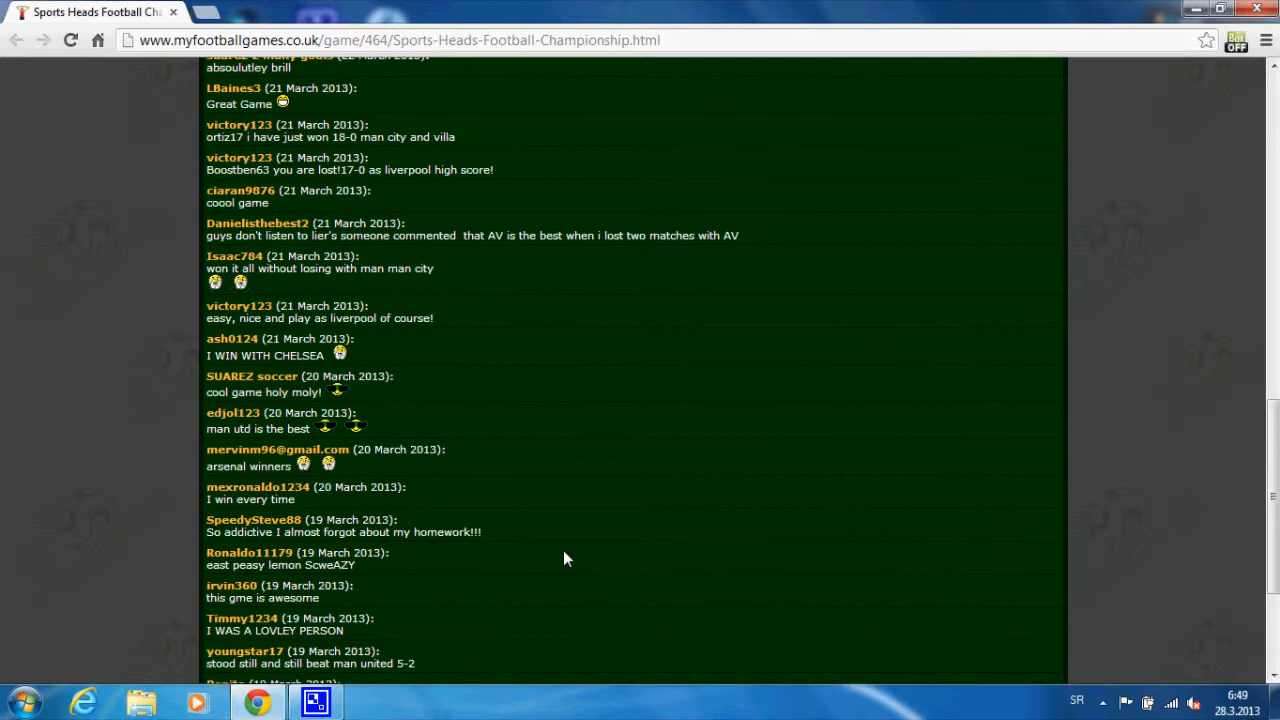 Sports Heads Football Cha
www.myfootballgames.co.uk/game/464/Sports-Heads-Football-Championship.html
absoulutley brill
LBaines3 (21 March 2013):
Great Game
victory123 (21 March 2013):
ortiz17 i have just won 18-0 man city and villa
victory123 (21 March 2013):
Boostben63 you are lost!17-0 as liverpool high score!
ciaran9876 (21 March 2013):
coool game
Danielisthebest2 (21 March 2013):
guys don't listen to lier's someone commented that AV is the best when i lost two matches with AV
Isaac784 (21 March 2013):
won it all without losing with man man city
victory123 (21 March 2013):
easy, nice and play as liverpool of course!
ash0124 (21 March 2013):
I WIN WITH CHELSEA
SUAREZ soccer (20 March 2013):
cool game holy moly!
edjol123 (20 March 2013):
man utd is the best
mervinm96@gmail.com (20 March 2013):
arsenal winners
mexronaldo1234 (20 March 2013):
I win every time
SpeedySteve88 (19 March 2013):
So addictive I almost forgot about my homework!!!
Ronaldo11179 (19 March 2013):
east peasy lemon ScweAZY
irvin360 (19 March 2013):
this gme is awesome
Timmy1234 (19 March 2013):
I WAS A LOVLEY PERSON
youngstar17 (19 March 2013):
stood still and still beat man united 5-2
SR
6:49
28.3.2013